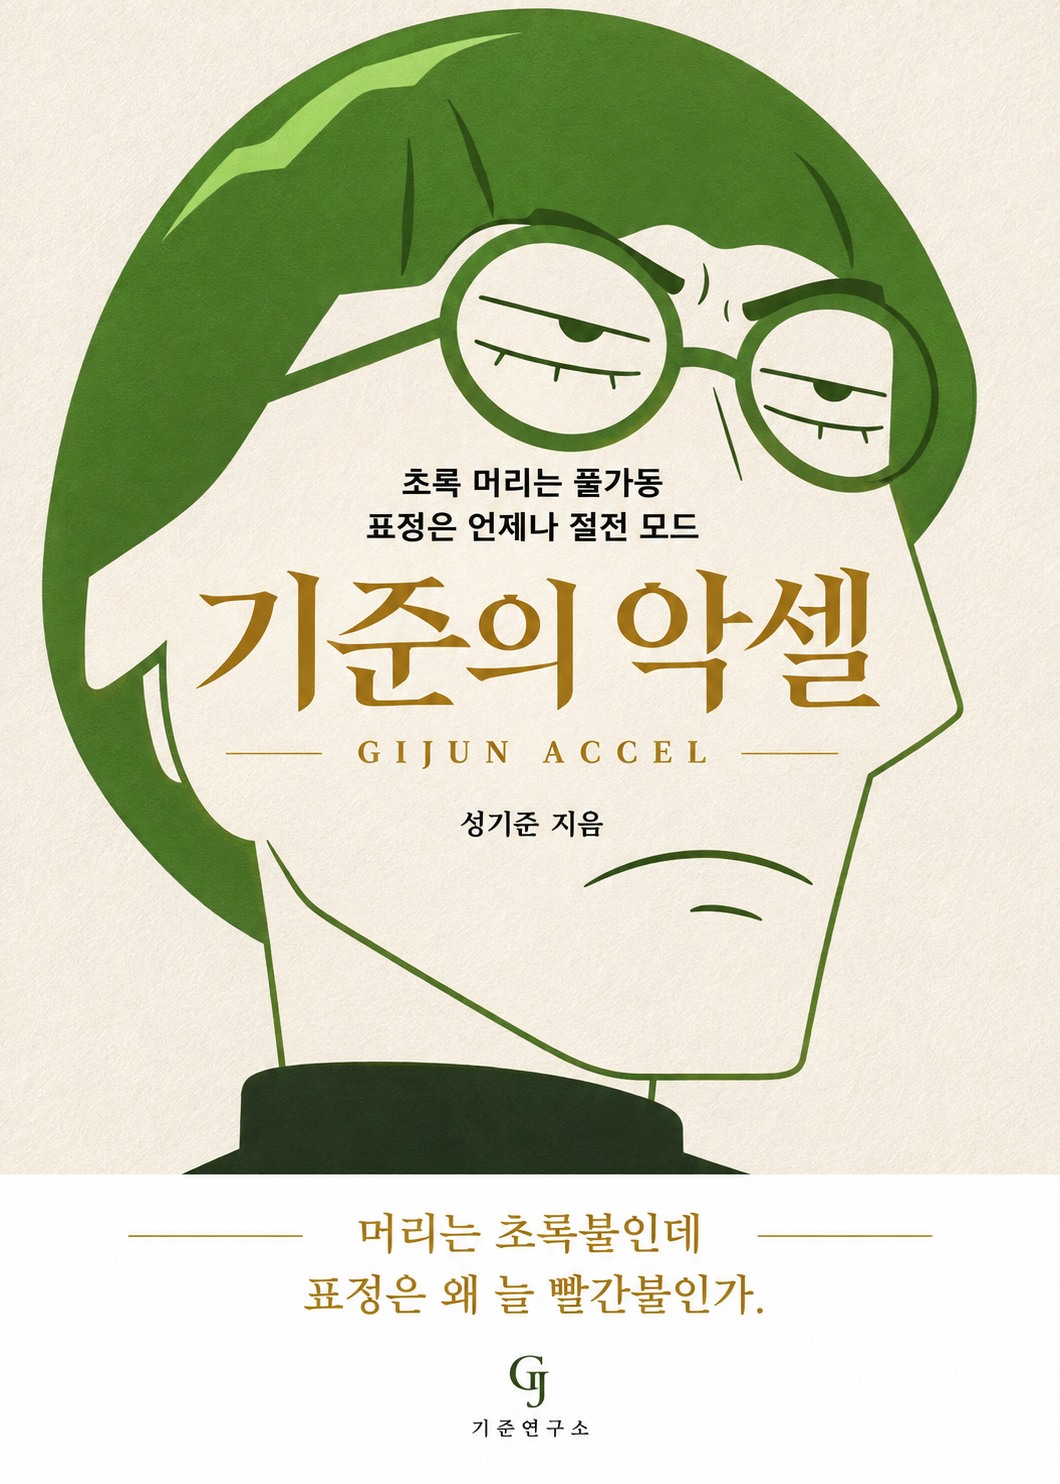 초록 머리는 풀가동
표정은 언제나 절전 모드
기준의 악셀
GIJUN ACCEL
성기준 지음
머리는 초록불인데
표정은 왜 늘 빨간불인가.
GJ
기준연구소